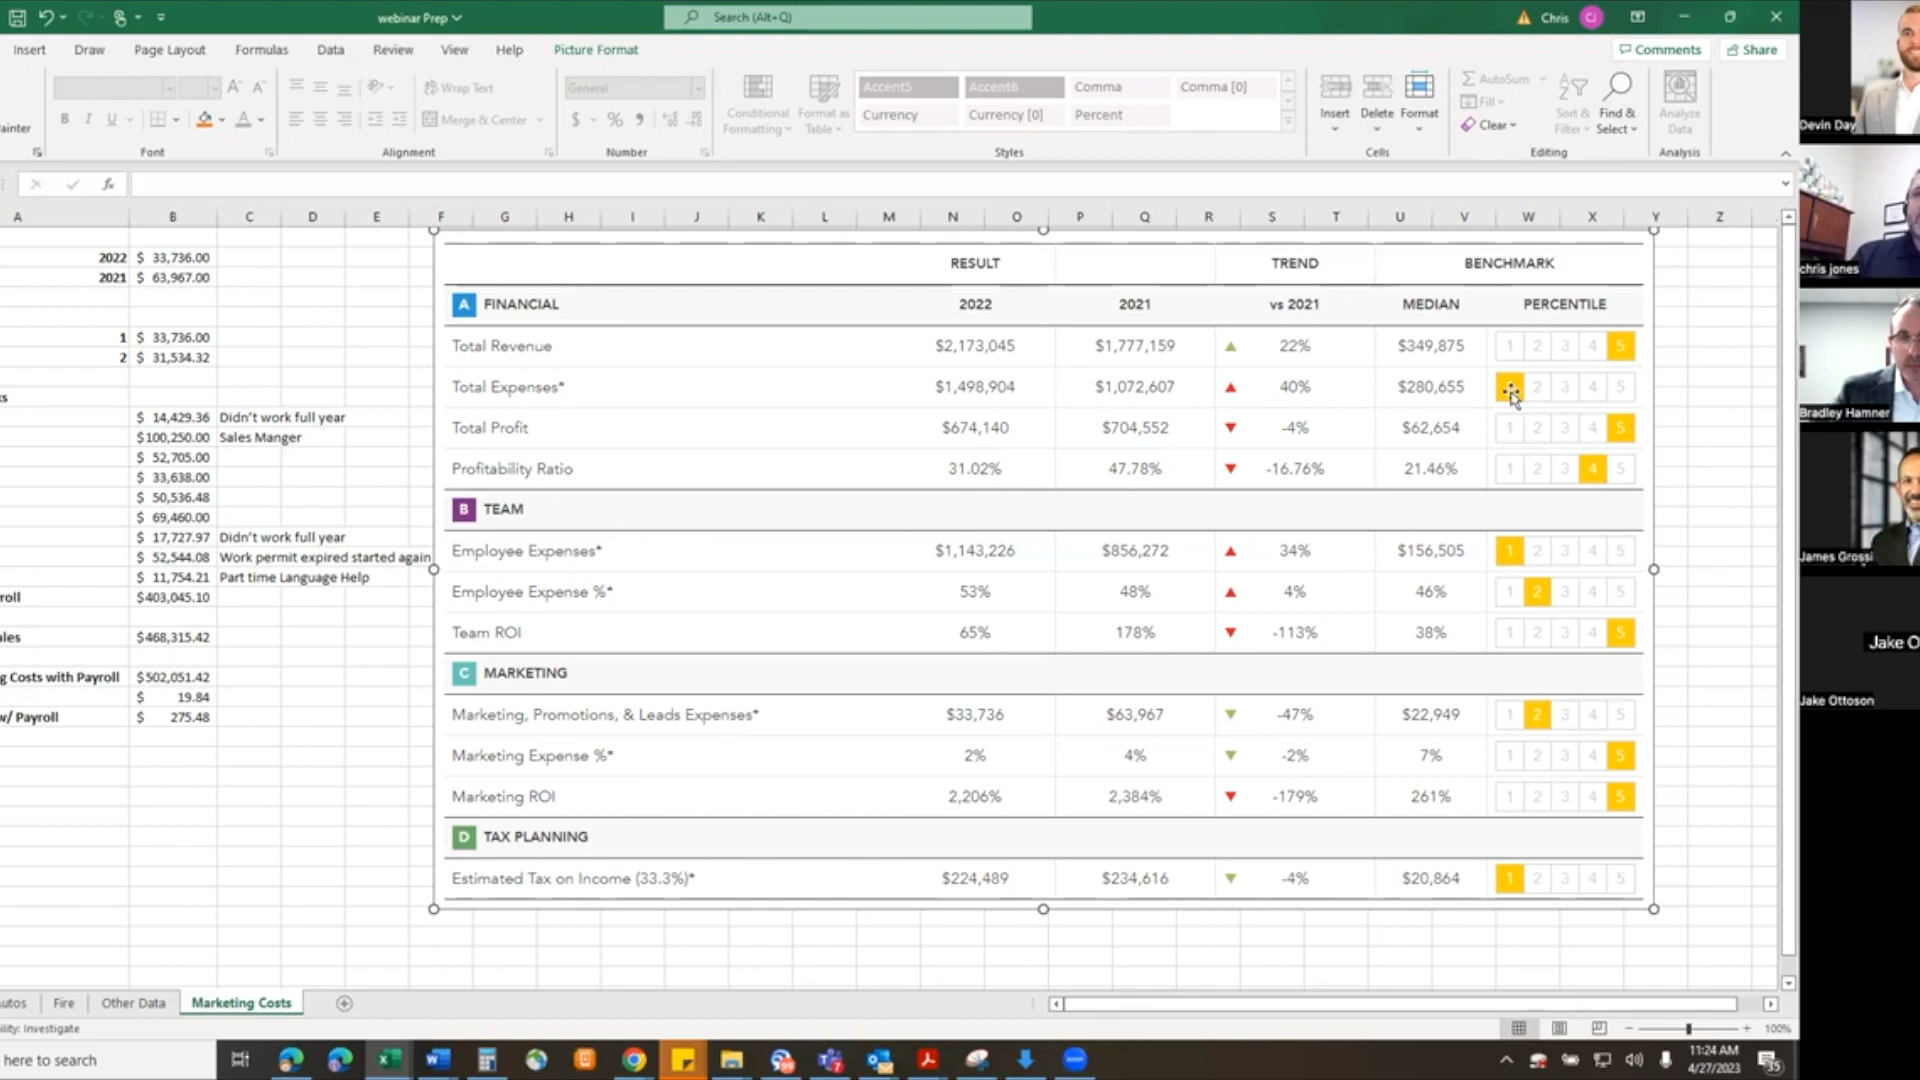 webinar Prep
Search (Alt+Q)
Chris CJ
Insert Draw Page Layout Formulas Data Review View Help Picture Format Comments Share
Wrap Text General Accent5 Accent6 Comma Comma [0] AutoSum
Conditional Formatting Format as Table Insert Delete Format Fill Sort & Filter Find & Select Analyze Data
ainter B I U Merge & Center $ % Currency Currency [0] Percent Clear
Font Alignment Number Styles Cells Editing Analysis
fx
A B C D E F G H I J K L M N O P Q R S T U V W X Y Z
2022 $ 33,736.00
2021 $ 63,967.00
1 $ 33,736.00
2 $ 31,534.32
s
$ 14,429.36 Didn't work full year
$100,250.00 Sales Manger
$ 52,705.00
$ 33,638.00
$ 50,536.48
$ 69,460.00
$ 17,727.97 Didn't work full year
$ 52,544.08 Work permit expired started again
$ 11,754.21 Part time Language Help
roll $403,045.10
ales $468,315.42
g Costs with Payroll $502,051.42
$ 19.84
w/ Payroll $ 275.48
RESULT TREND BENCHMARK
A FINANCIAL 2022 2021 vs 2021 MEDIAN PERCENTILE
Total Revenue $2,173,045 $1,777,159 22% $349,875 1 2 3 4 5
Total Expenses* $1,498,904 $1,072,607 40% $280,655 2 3 4 5
Total Profit $674,140 $704,552 -4% $62,654 1 2 3 4 5
Profitability Ratio 31.02% 47.78% -16.76% 21.46% 1 2 3 4 5
B TEAM
Employee Expenses* $1,143,226 $856,272 34% $156,505 1 2 3 4 5
Employee Expense %* 53% 48% 4% 46% 1 2 3 4 5
Team ROI 65% 178% -113% 38% 1 2 3 4 5
C MARKETING
Marketing, Promotions, & Leads Expenses* $33,736 $63,967 -47% $22,949 1 2 3 4 5
Marketing Expense %* 2% 4% -2% 7% 1 2 3 4 5
Marketing ROI 2,206% 2,384% -179% 261% 1 2 3 4 5
D TAX PLANNING
Estimated Tax on Income (33.3%)* $224,489 $234,616 -4% $20,864 1 2 3 4 5
Devin Day
chris jones
Bradley Hamner
James Grossi
Jake O
Jake Ottoson
utos Fire Other Data Marketing Costs
ility: Investigate
100%
here to search
11:24 AM
4/27/2023
35